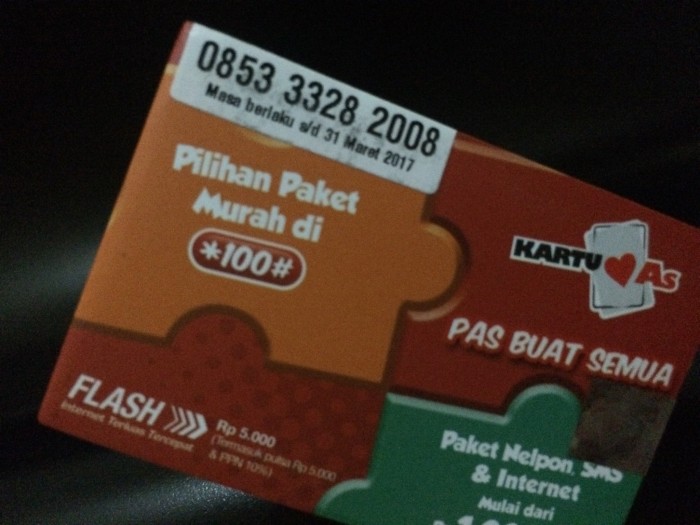 0853 3328 2008
Masa berlaku s/d 31 Maret 2017
Pilihan Paket
Murah di
*100#
KARTU As
PAS BUAT SEMUA
FLASH
Internet Terluas Tercepat
Rp 5.000
(Termasuk pulsa Rp 5.000
& PPN 10%)
Paket Nelpon, SMS
& Internet
Mulai dari